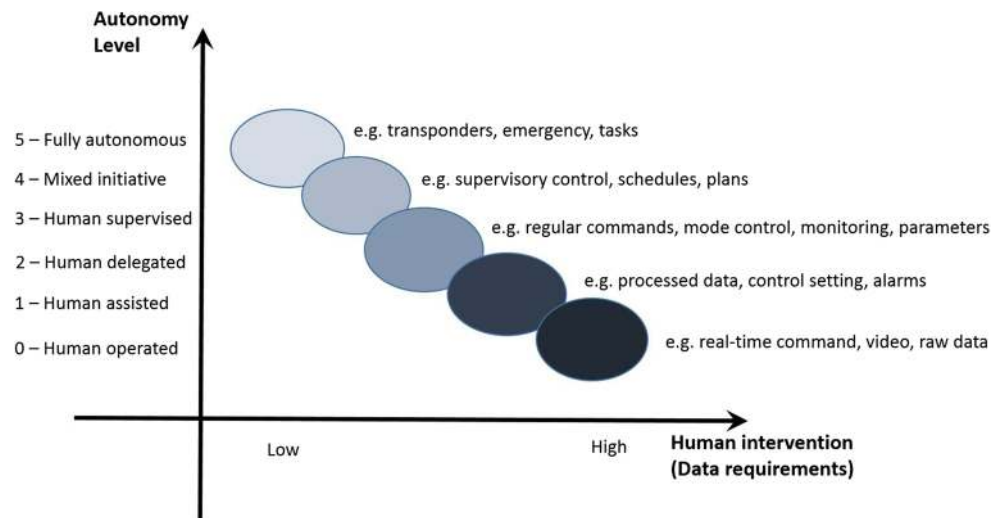 Autonomy
Level
5 – Fully autonomous
e.g. transponders, emergency, tasks
4 – Mixed initiative
e.g. supervisory control, schedules, plans
3 – Human supervised
e.g. regular commands, mode control, monitoring, parameters
2 – Human delegated
e.g. processed data, control setting, alarms
1 – Human assisted
0 – Human operated
e.g. real-time command, video, raw data
Low
High
Human intervention
(Data requirements)